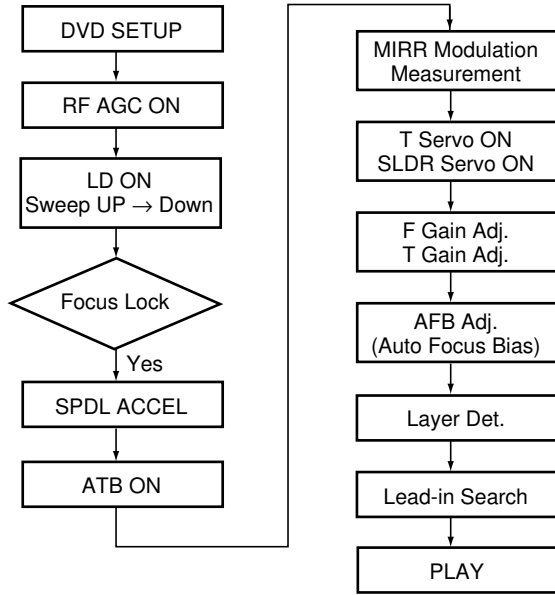 DVD SETUP
RF AGC ON
LD ON
Sweep UP → Down
Focus Lock
Yes
SPDL ACCEL
ATB ON
MIRR Modulation
Measurement
T Servo ON
SLDR Servo ON
F Gain Adj.
T Gain Adj.
AFB Adj.
(Auto Focus Bias)
Layer Det.
Lead-in Search
PLAY